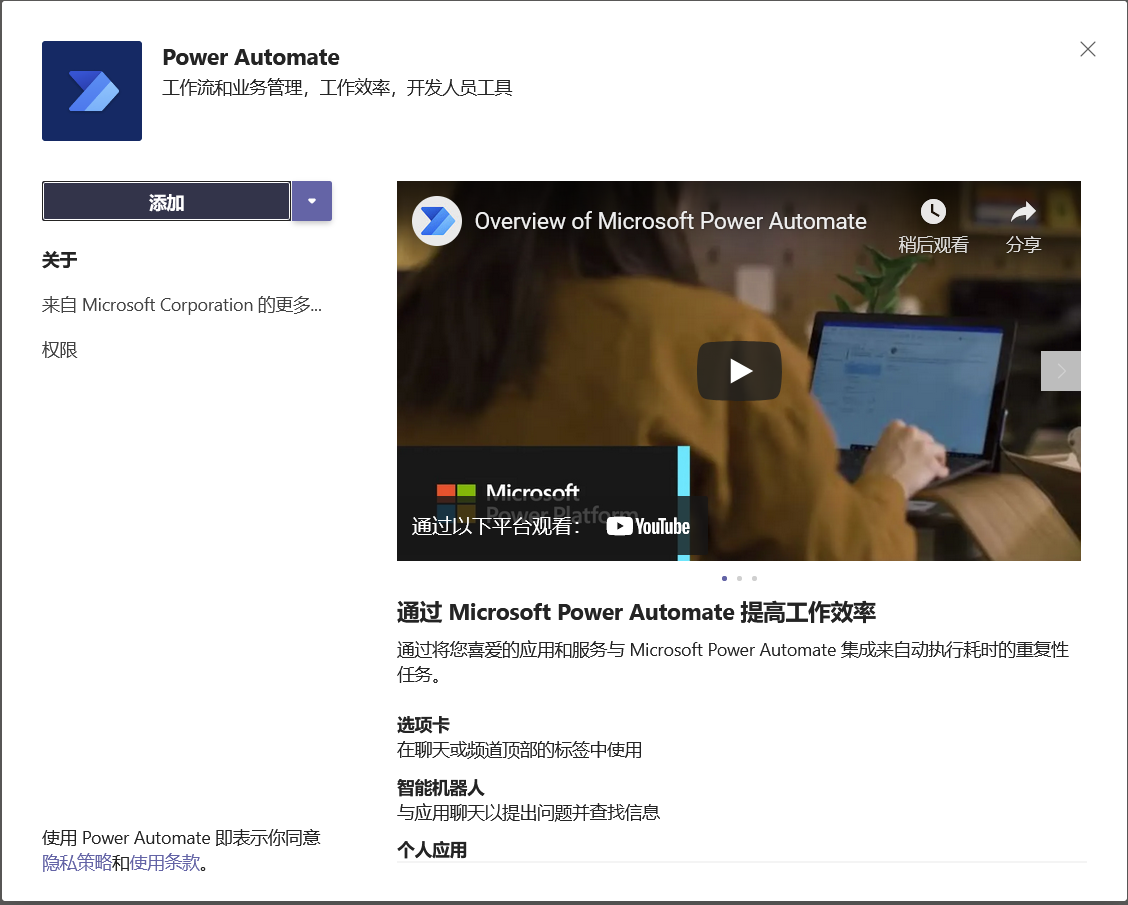 Power Automate
工作流和业务管理，工作效率，开发人员工具
添加
关于
来自 Microsoft Corporation 的更多...
权限
Overview of Microsoft Power Automate
稍后观看
分享
Microsoft
Power Platform
通过以下平台观看：
YouTube
通过 Microsoft Power Automate 提高工作效率
通过将您喜爱的应用和服务与 Microsoft Power Automate 集成来自动执行耗时的重复性
任务。
选项卡
在聊天或频道顶部的标签中使用
智能机器人
与应用聊天以提出问题并查找信息
个人应用
使用 Power Automate 即表示你同意
隐私策略和使用条款。